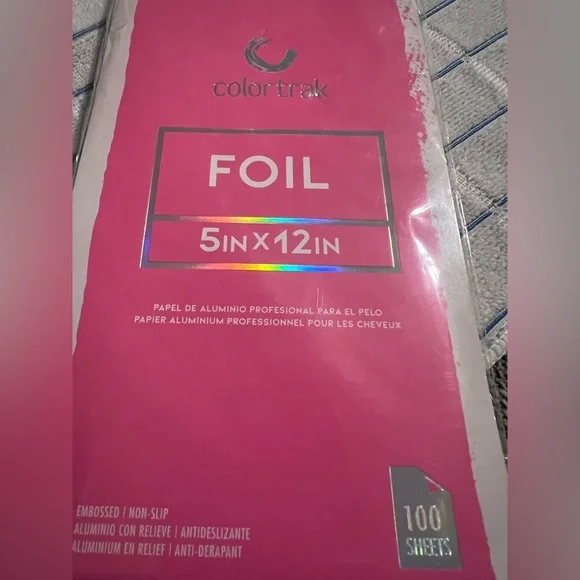 colortrak
FOIL
5IN X 12IN
PAPEL DE ALUMINIO PROFESIONAL PARA EL PELO
PAPIER ALUMINIUM PROFESSIONNEL POUR LES CHEVEUX
EMBOSSED | NON-SLIP
ALUMINIO CON RELIEVE | ANTIDESLIZANTE
ALUMINIUM EN RELIEF | ANTI-DERAPANT
100
SHEETS